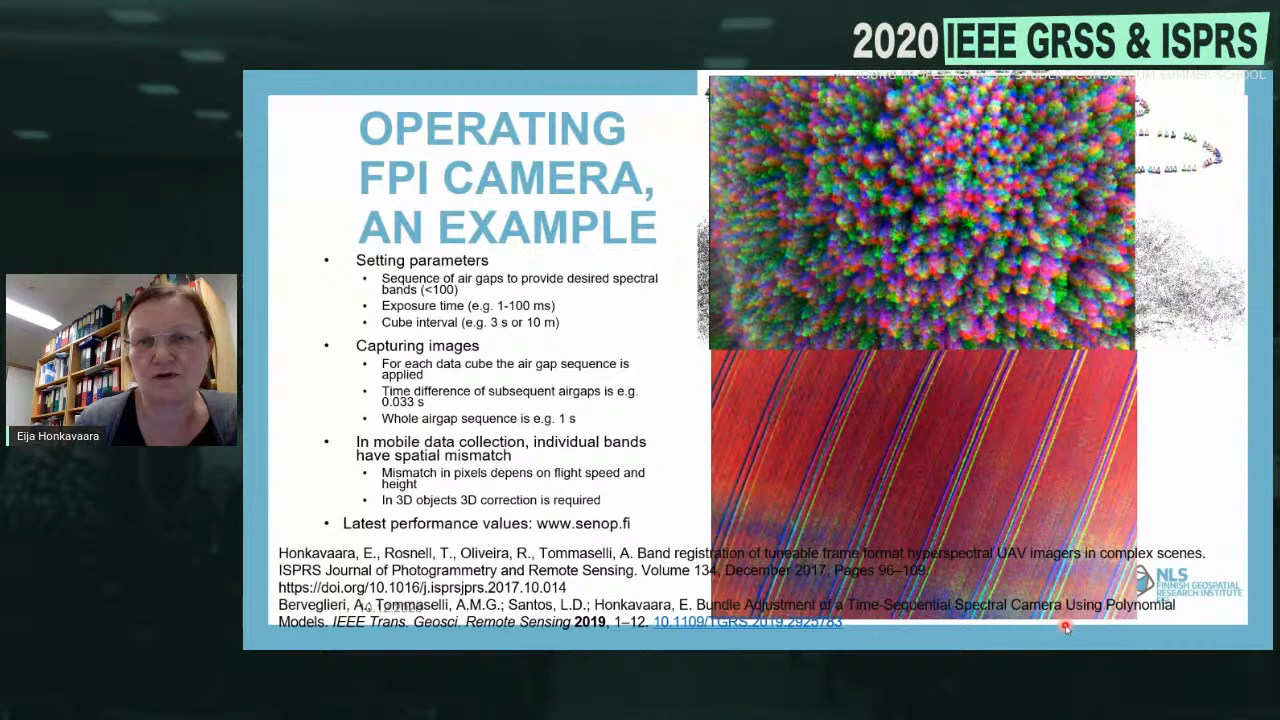 2020 IEEE GRSS & ISPRS
YOUNG PROFESSIONALS & STUDENT CONSORTIUM SUMMER SCHOOL
OPERATING
FPI CAMERA,
AN EXAMPLE
• Setting parameters
• Sequence of air gaps to provide desired spectral
bands (<100)
• Exposure time (e.g. 1-100 ms)
• Cube interval (e.g. 3 s or 10 m)
• Capturing images
• For each data cube the air gap sequence is
applied
• Time difference of subsequent airgaps is e.g.
0.033 s
• Whole airgap sequence is e.g. 1 s
• In mobile data collection, individual bands
have spatial mismatch
• Mismatch in pixels depens on flight speed and
height
• In 3D objects 3D correction is required
• Latest performance values: www.senop.fi
Honkavaara, E., Rosnell, T., Oliveira, R., Tommaselli, A. Band registration of tuneable frame format hyperspectral UAV imagers in complex scenes.
ISPRS Journal of Photogrammetry and Remote Sensing. Volume 134, December 2017, Pages 96–109.
https://doi.org/10.1016/j.isprsjprs.2017.10.014
Berveglieri, A., Tommaselli, A.M.G.; Santos, L.D.; Honkavaara, E. Bundle Adjustment of a Time-Sequential Spectral Camera Using Polynomial
Models. IEEE Trans. Geosci. Remote Sensing 2019, 1–12. 10.1109/TGRS.2019.2925783
NLS
FINNISH GEOSPATIAL
RESEARCH INSTITUTE
FGI
Eija Honkavaara